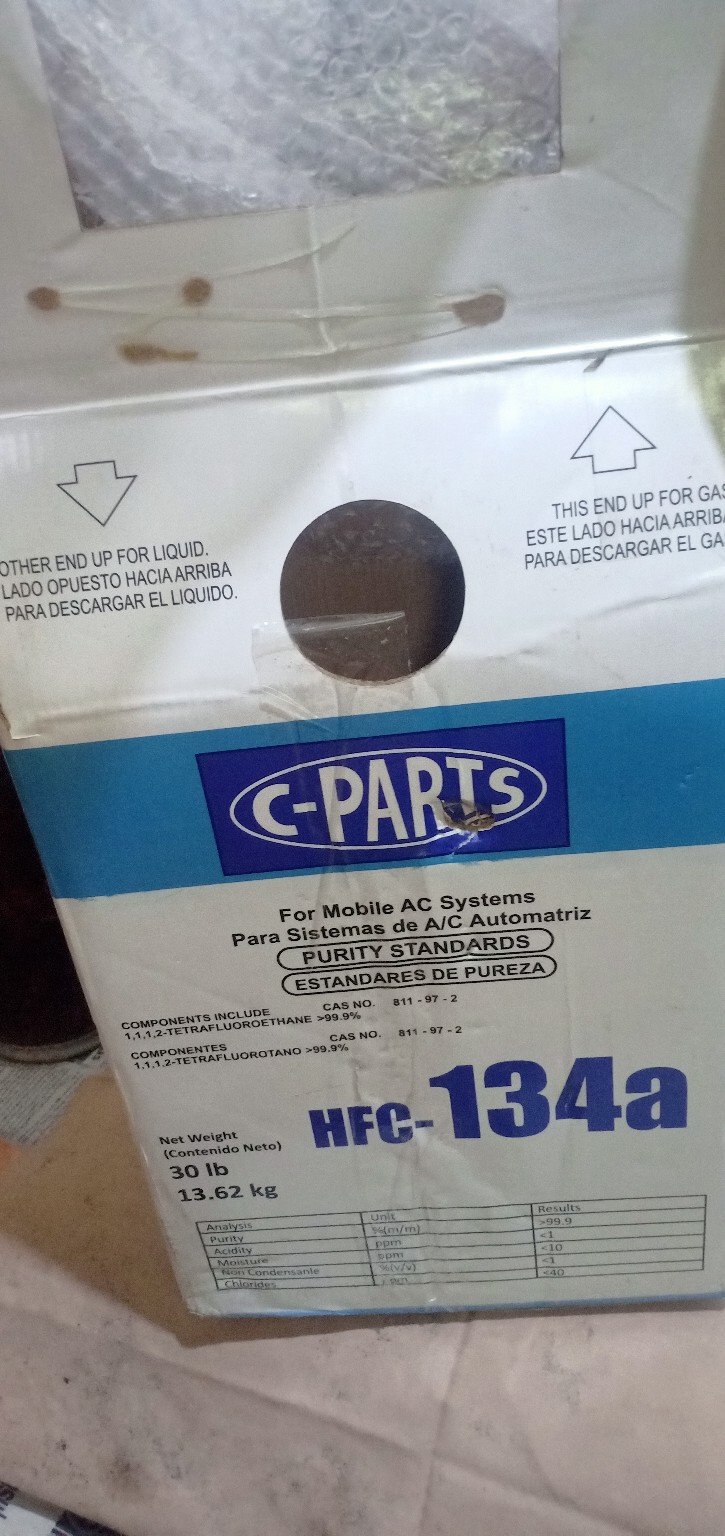 OTHER END UP FOR LIQUID.
LADO OPUESTO HACIA ARRIBA
PARA DESCARGAR EL LIQUIDO.
THIS END UP FOR GAS
ESTE LADO HACIA ARRIBA
PARA DESCARGAR EL GA
C-PARTS
For Mobile AC Systems
Para Sistemas de A/C Automatriz
PURITY STANDARDS
ESTANDARES DE PUREZA
COMPONENTS INCLUDE CAS NO. 811 - 97 - 2
1,1,1,2-TETRAFLUOROETHANE >99.9%
COMPONENTES CAS NO. 811 - 97 - 2
1,1,1,2-TETRAFLUOROTANO >99.9%
HFC-134a
Net Weight
(Contenido Neto)
30 lb
13.62 kg
Analysis Unit Results
Purity %(m/m) >99.9
Acidity ppm <1
Moisture ppm <10
Non Condensanle %(v/v) <1
Chlorides <40